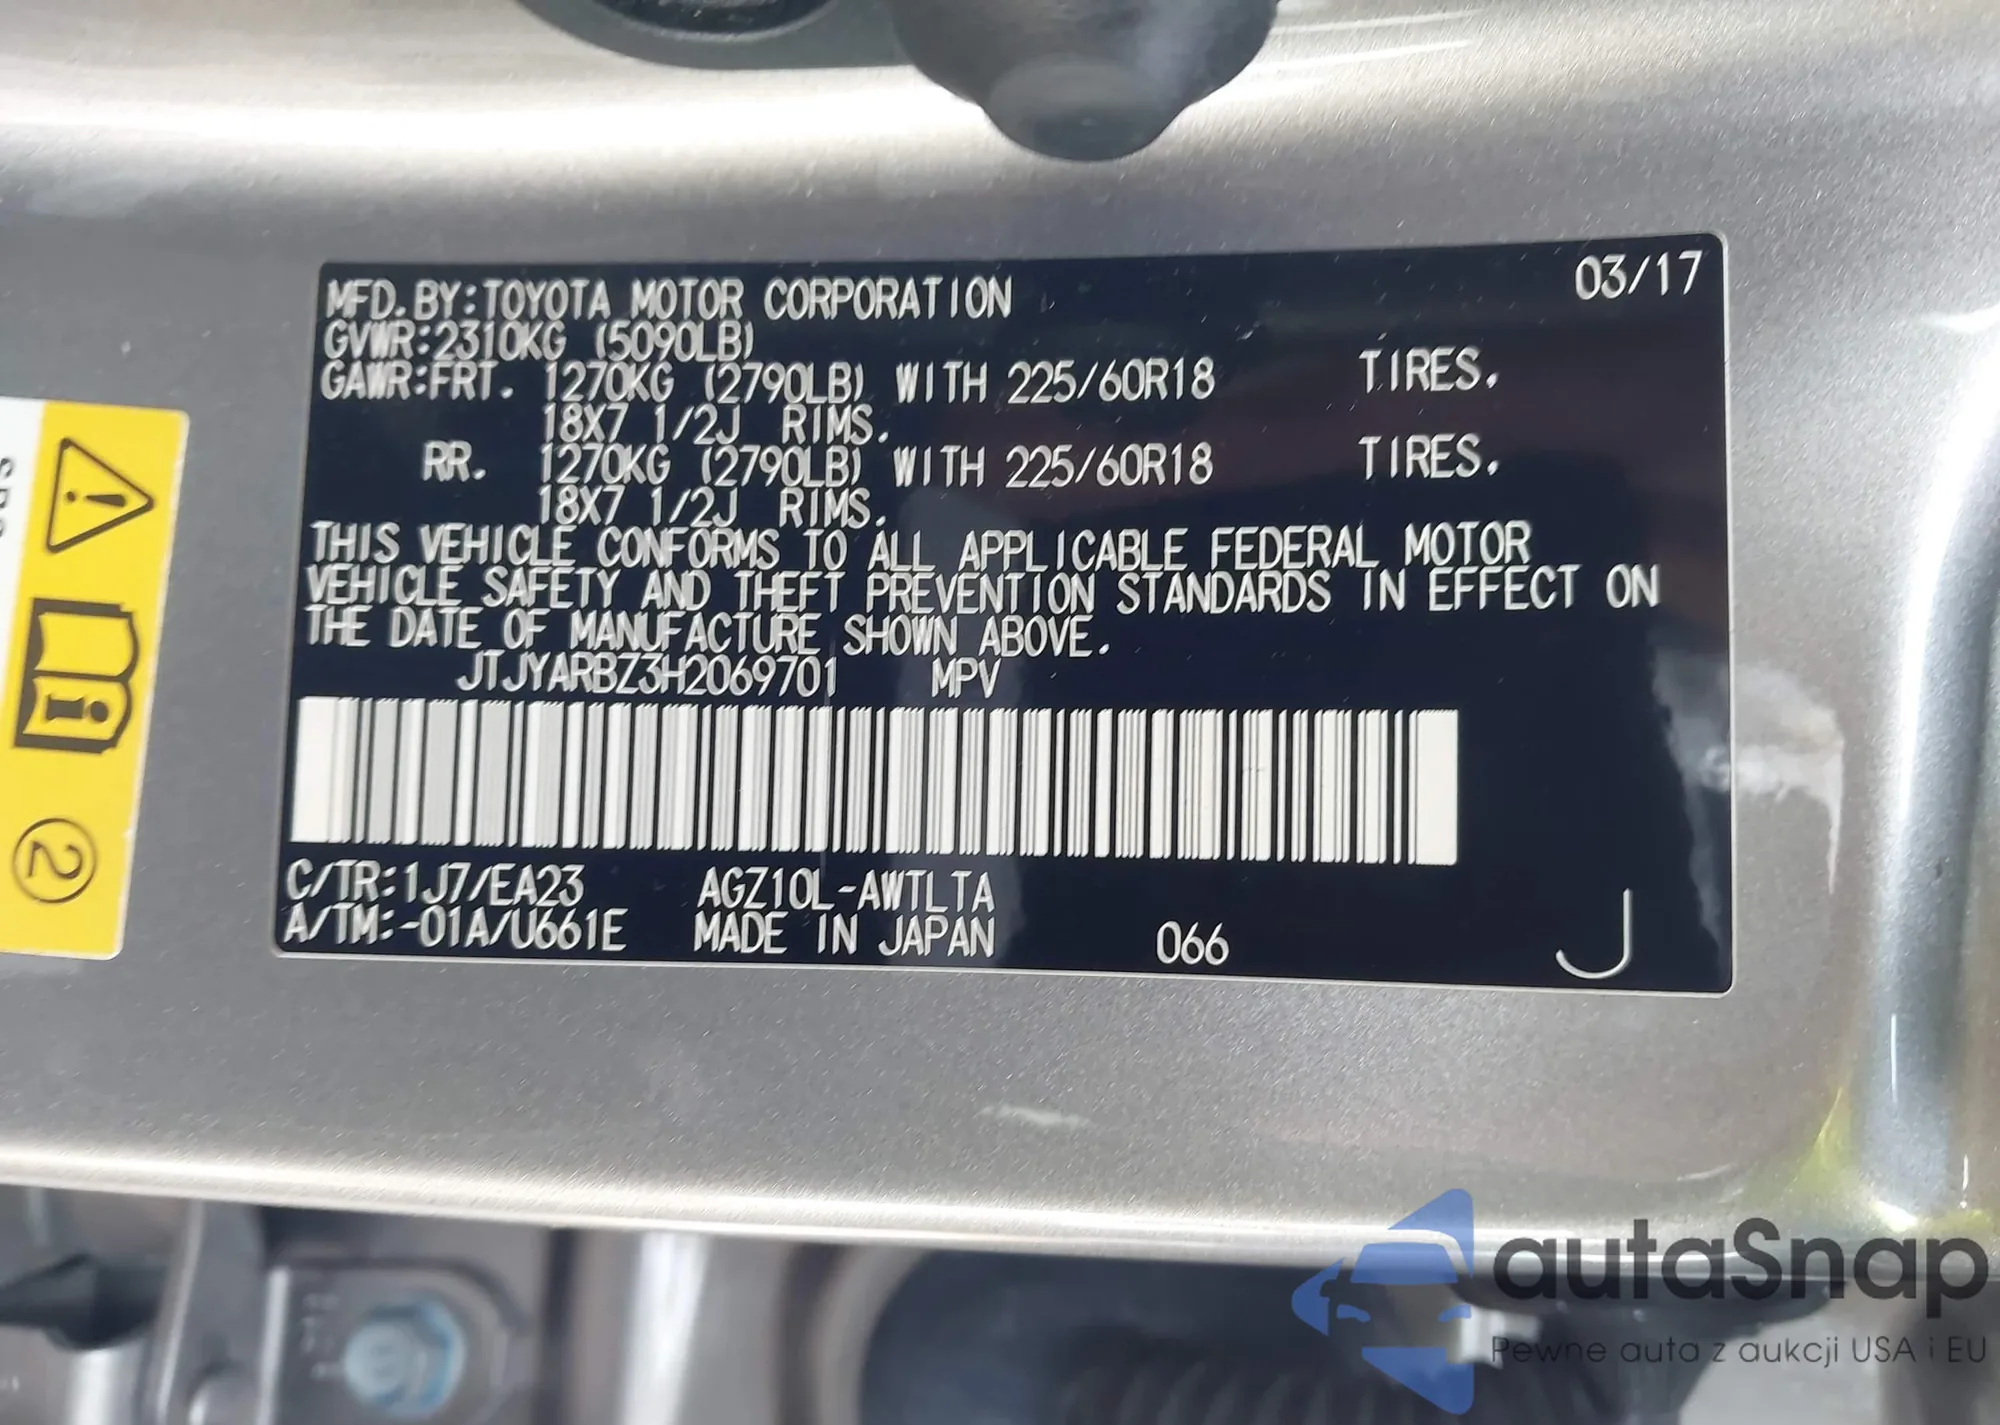 03/17
MFD.BY:TOYOTA MOTOR CORPORATION
GVWR:2310KG (5090LB)
GAWR:FRT. 1270KG (2790LB) WITH 225/60R18 TIRES.
18X7 1/2J RIMS.
RR. 1270KG (2790LB) WITH 225/60R18 TIRES.
18X7 1/2J RIMS.
THIS VEHICLE CONFORMS TO ALL APPLICABLE FEDERAL MOTOR
VEHICLE SAFETY AND THEFT PREVENTION STANDARDS IN EFFECT ON
THE DATE OF MANUFACTURE SHOWN ABOVE.
JTJYARBZ3H2069701 MPV
C/TR:1J7/EA23 AGZ10L-AWTLTA
A/TM:-01A/U661E MADE IN JAPAN 066 J
2
autaSnap
Pewne auta z aukcji USA i EU